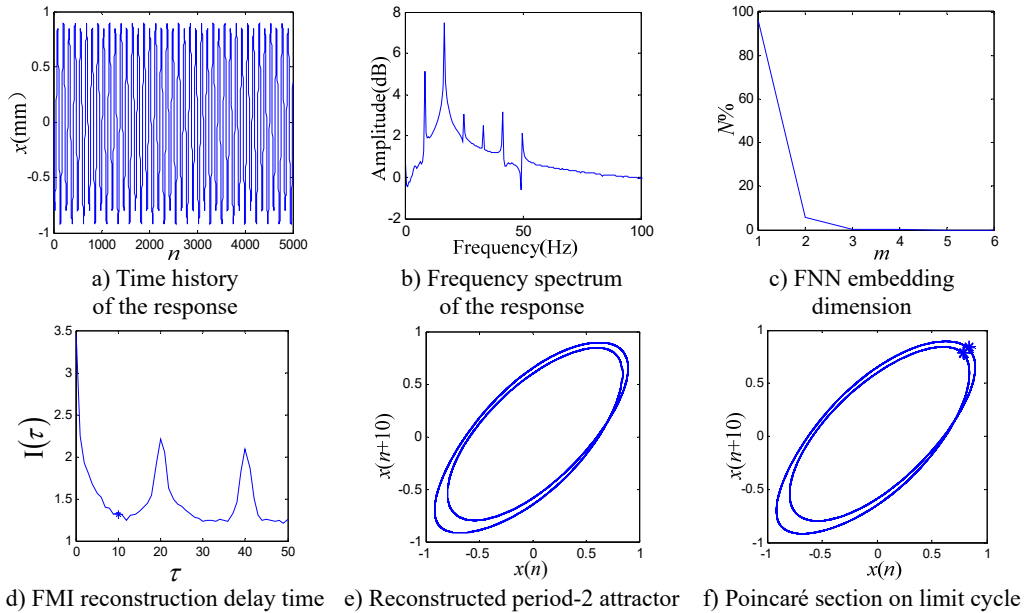 1
0.5
0
-0.5
-1
0 1000 2000 3000 4000 5000
x(mm)
n
a) Time history
of the response
8
6
4
2
0
-2
0 50 100
Amplitude(dB)
Frequency(Hz)
b) Frequency spectrum
of the response
100
80
60
40
20
0
1 2 3 4 5 6
N%
m
c) FNN embedding
dimension
3.5
3
2.5
2
1.5
1
0 10 20 30 40 50
I(τ)
τ
d) FMI reconstruction delay time
1
0.5
0
-0.5
-1
-1 -0.5 0 0.5 1
x(n+10)
x(n)
e) Reconstructed period-2 attractor
1
0.5
0
-0.5
-1
-1 -0.5 0 0.5 1
x(n+10)
x(n)
f) Poincaré section on limit cycle